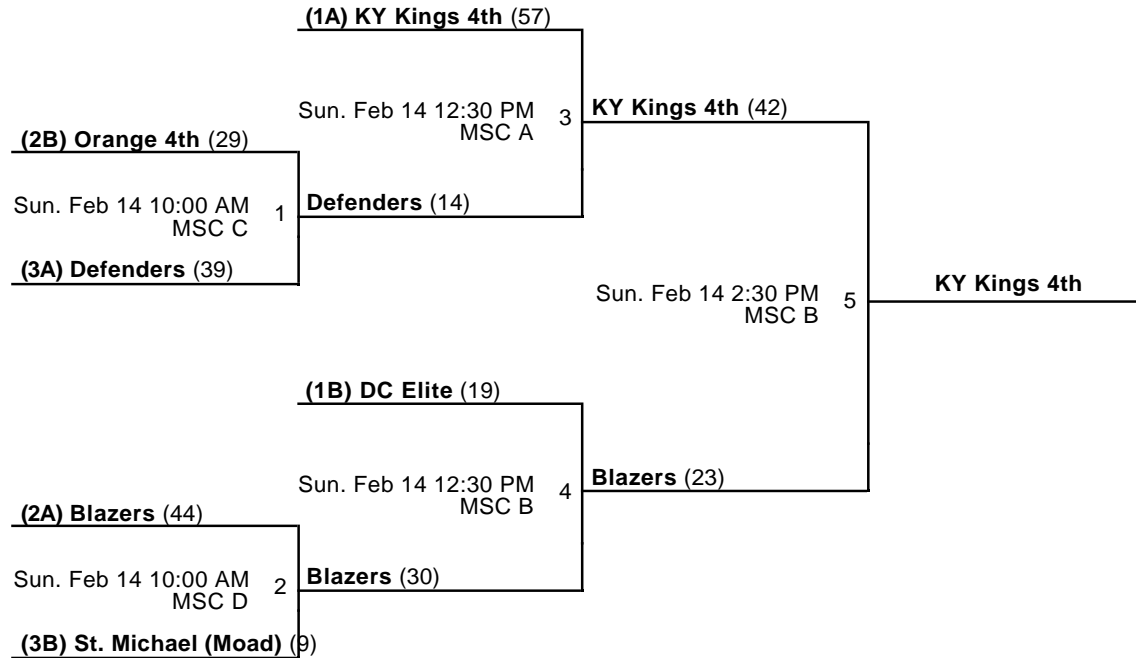 (1A) KY Kings 4th (57)
Sun. Feb 14 12:30 PM
MSC A
3
KY Kings 4th (42)
(2B) Orange 4th (29)
Sun. Feb 14 10:00 AM
MSC C
1
Defenders (14)
(3A) Defenders (39)
Sun. Feb 14 2:30 PM
MSC B
5
KY Kings 4th
(1B) DC Elite (19)
Sun. Feb 14 12:30 PM
MSC B
4
Blazers (23)
(2A) Blazers (44)
Sun. Feb 14 10:00 AM
MSC D
2
Blazers (30)
(3B) St. Michael (Moad) (9)